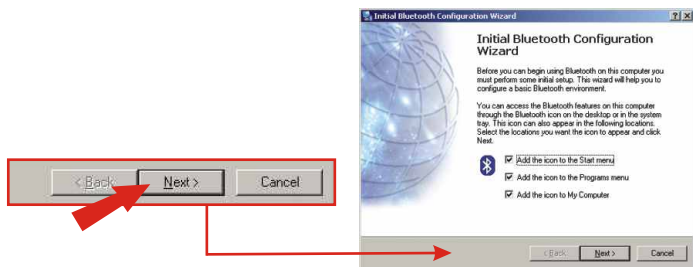 Initial Bluetooth Configuration Wizard
Initial Bluetooth Configuration
Wizard
Before you can begin using Bluetooth on this computer you
must perform some initial setup. This wizard will help you to
configure a basic Bluetooth environment.
You can access the Bluetooth features on this computer
through the Bluetooth icon on the desktop or in the system
tray. This icon can also appear in the following locations.
Select the locations you want the icon to appear and click
Next.
Add the icon to the Start menu
Add the icon to the Programs menu
Add the icon to My Computer
< Back Next > Cancel
< Back Next > Cancel